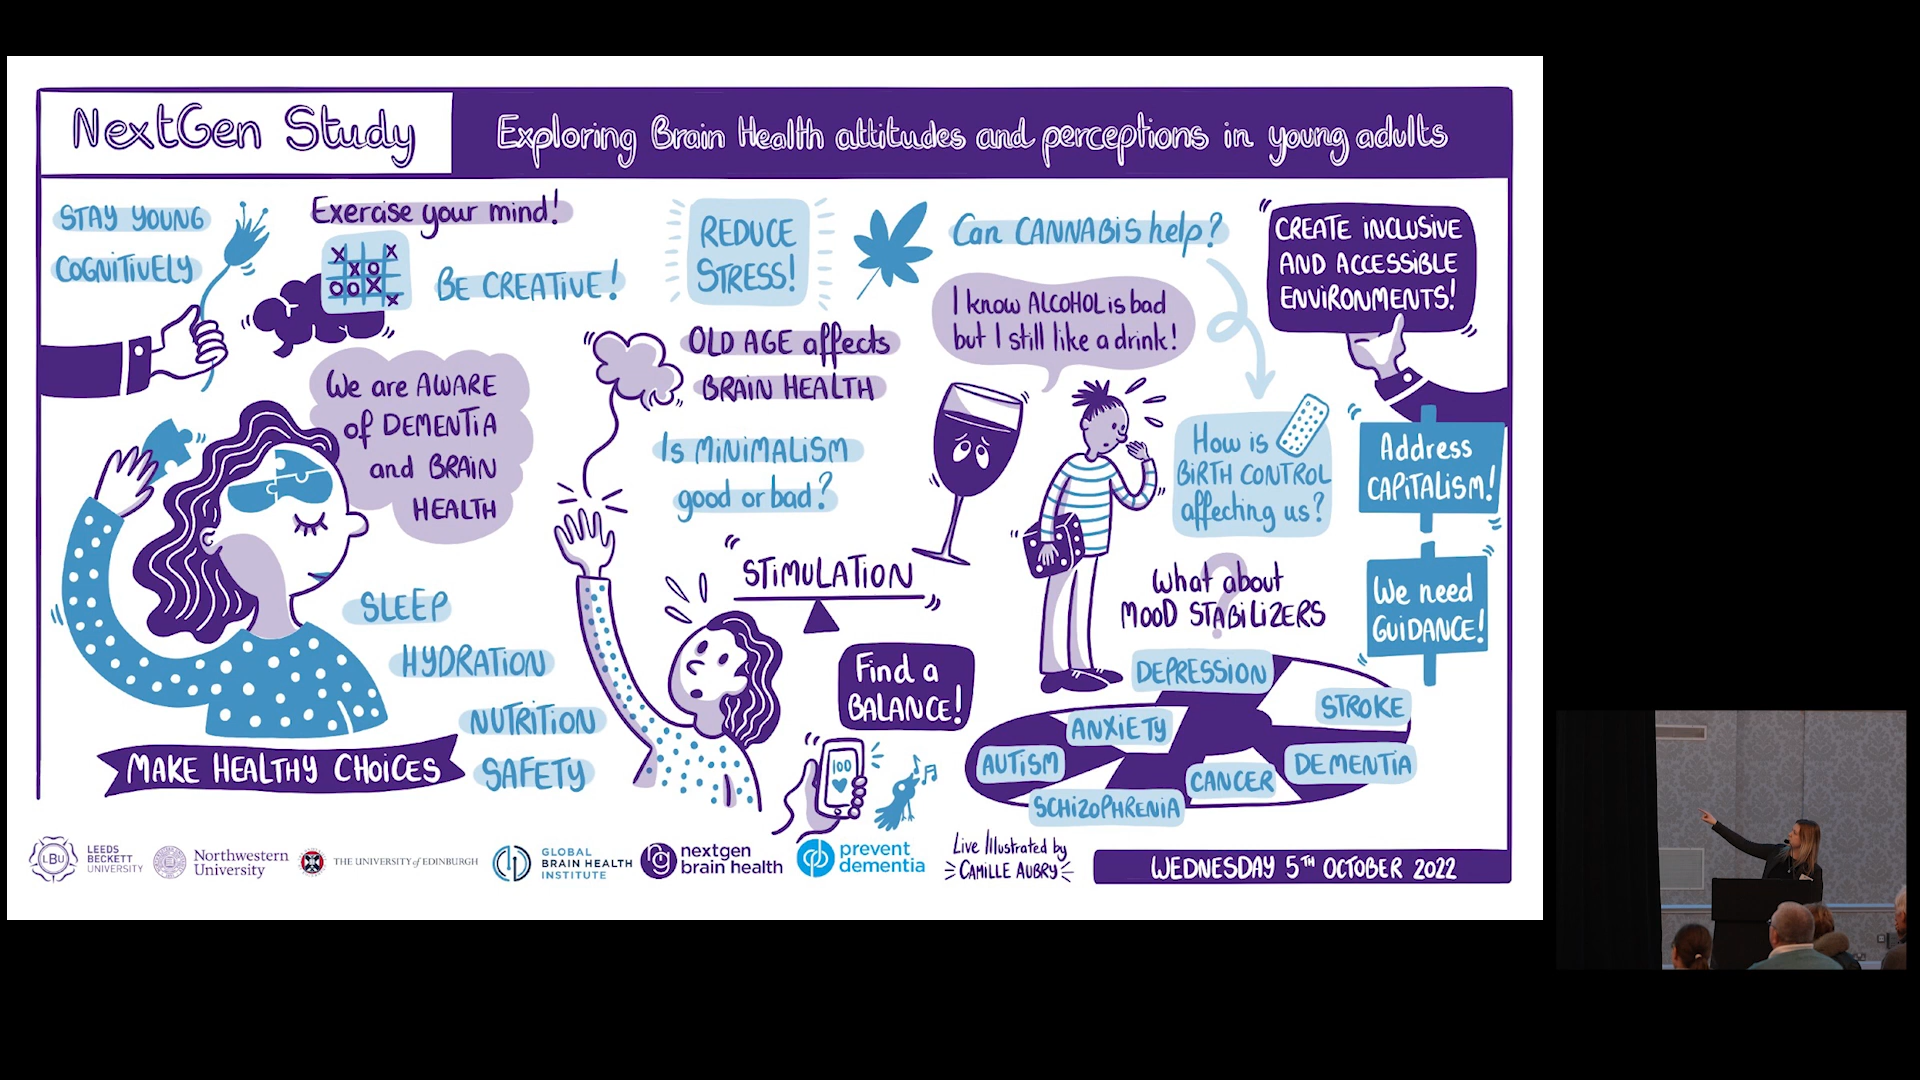 NextGen Study
Exploring Brain Health attitudes and perceptions in young adults
STAY YOUNG
COGNITIVELY
Exercise your mind!
X X
X O
O O X
X
BE CREATIVE!
REDUCE
STRESS!
Can CANNABIS help?
"CREATE INCLUSIVE
AND ACCESSIBLE
ENVIRONMENTS!
We are AWARE
of DEMENTIA
and BRAIN
HEALTH
OLD AGE affects
BRAIN HEALTH
I know ALCOHOL is bad
but I still like a drink!
Is MINIMALISM
good or bad?
How is
BIRTH CONTROL
affecting us?
Address
CAPITALISM!
We need
GUIDANCE!
STIMULATION
What about
MOOD STABILIZERS
?
SLEEP
HYDRATION
NUTRITION
SAFETY
MAKE HEALTHY CHOICES
Find a
BALANCE!
100
DEPRESSION
STROKE
ANXIETY
AUTISM
DEMENTIA
CANCER
SCHIZOPHRENIA
LBU
LEEDS
BECKETT
UNIVERSITY
Northwestern
University
THE UNIVERSITY of EDINBURGH
GLOBAL
BRAIN HEALTH
INSTITUTE
ng
nextgen
brain health
pd
prevent
dementia
Live Illustrated by
CAMILLE AUBRY
WEDNESDAY 5TH OCTOBER 2022